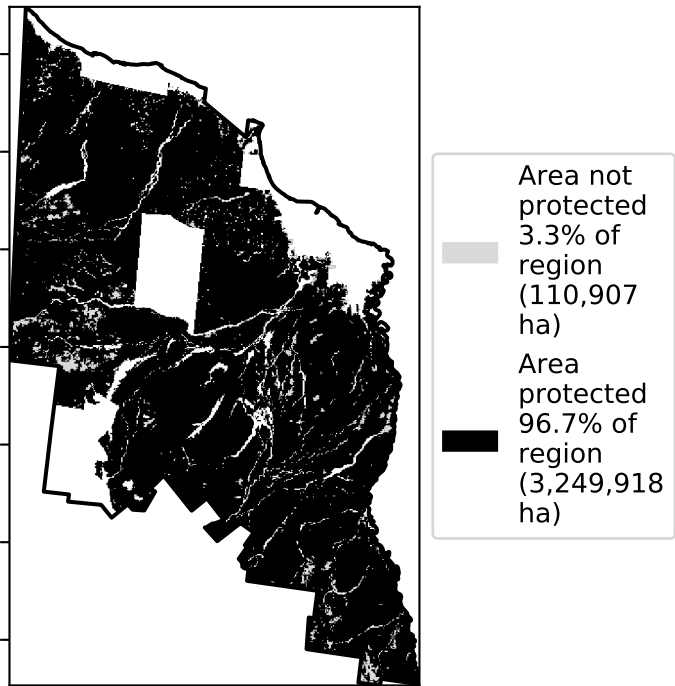 Area not
protected
3.3% of
region
(110,907
ha)
Area
protected
96.7% of
region
(3,249,918
ha)